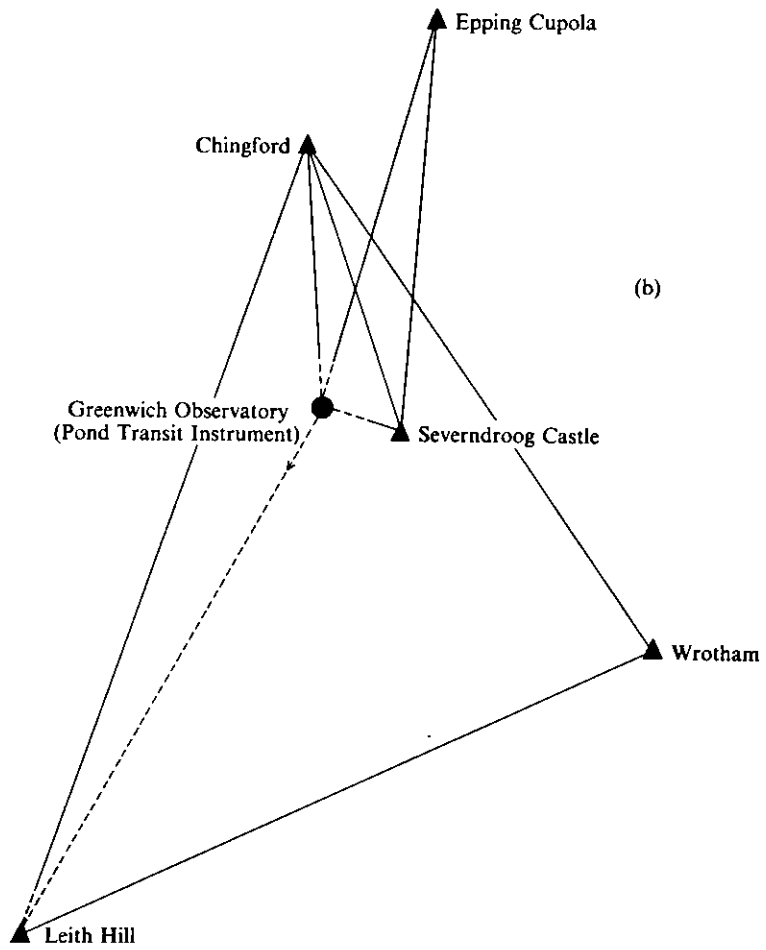 Epping Cupola
Chingford
(b)
Greenwich Observatory
(Pond Transit Instrument)
Severndroog Castle
Wrotham
Leith Hill